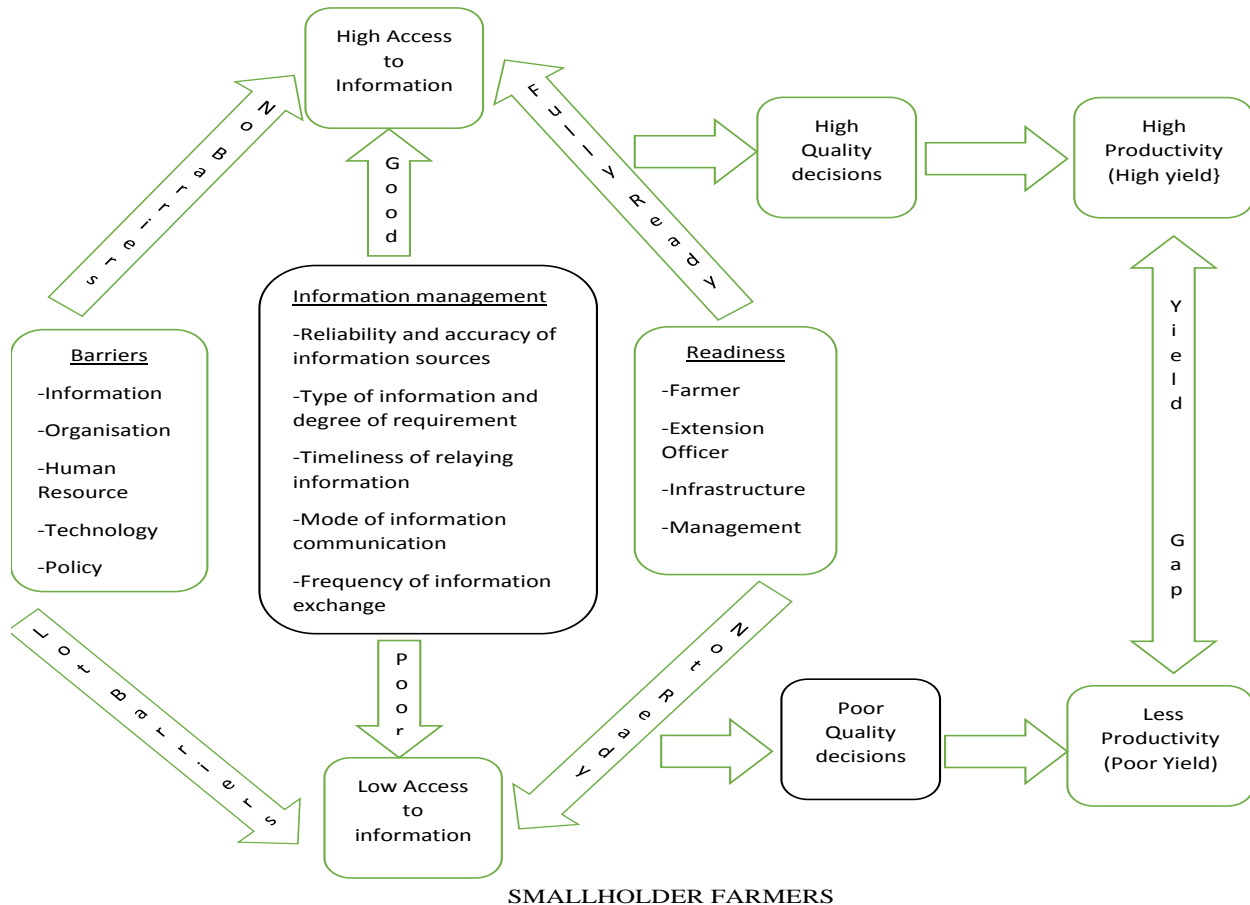 High Access
to
Information
No Barriers
Good
Fully Ready
High
Quality
decisions
High
Productivity
(High yield}
Barriers
-Information
-Organisation
-Human
Resource
-Technology
-Policy
Information management
-Reliability and accuracy of
information sources
-Type of information and
degree of requirement
-Timeliness of relaying
information
-Mode of information
communication
-Frequency of information
exchange
Readiness
-Farmer
-Extension
Officer
-Infrastructure
-Management
Yield Gap
Lot Barriers
Poor
Not Ready
Low Access
to
information
Poor
Quality
decisions
Less
Productivity
(Poor Yield)
SMALLHOLDER FARMERS